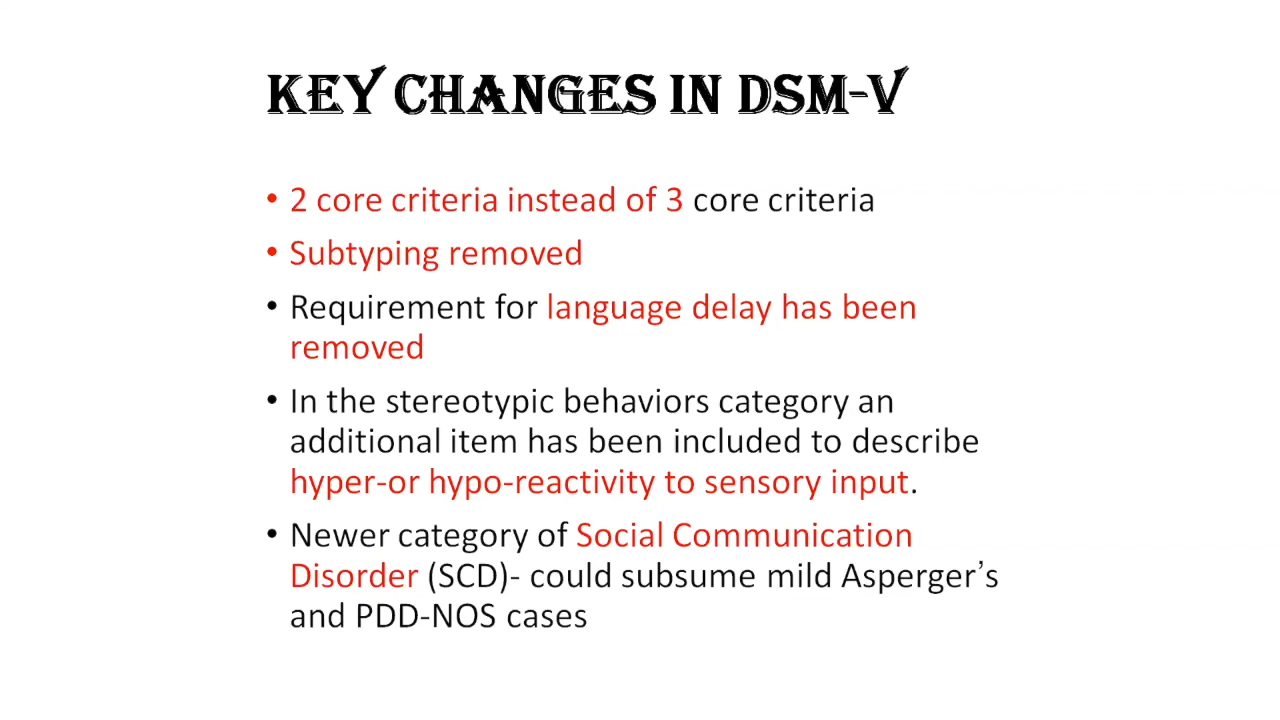 KEY CHANGES IN DSM-V
• 2 core criteria instead of 3 core criteria
• Subtyping removed
• Requirement for language delay has been
removed
• In the stereotypic behaviors category an
additional item has been included to describe
hyper-or hypo-reactivity to sensory input.
• Newer category of Social Communication
Disorder (SCD)- could subsume mild Asperger’s
and PDD-NOS cases